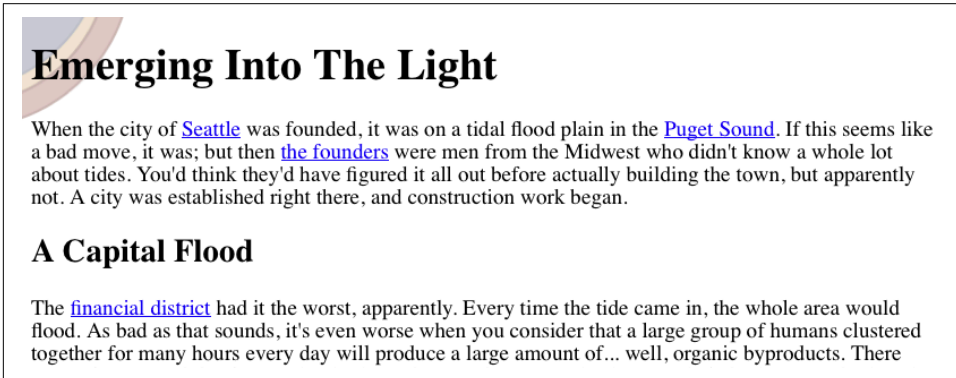 Emerging Into The Light
When the city of Seattle was founded, it was on a tidal flood plain in the Puget Sound. If this seems like
a bad move, it was; but then the founders were men from the Midwest who didn't know a whole lot
about tides. You'd think they'd have figured it all out before actually building the town, but apparently
not. A city was established right there, and construction work began.
A Capital Flood
The financial district had it the worst, apparently. Every time the tide came in, the whole area would
flood. As bad as that sounds, it's even worse when you consider that a large group of humans clustered
together for many hours every day will produce a large amount of... well, organic byproducts. There